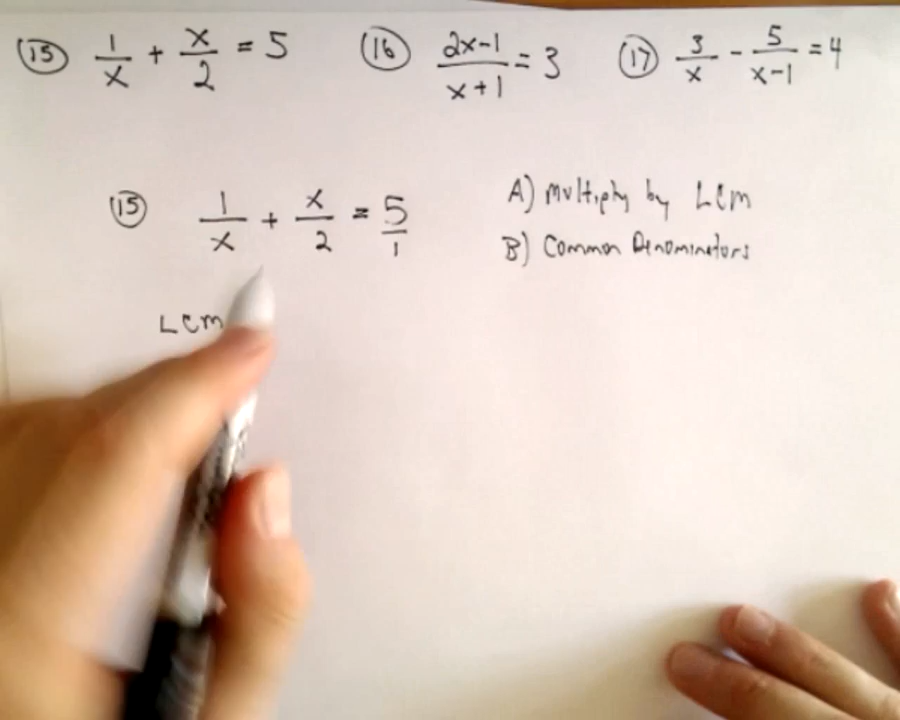 (15) 1/x + x/2 = 5 (16) (2x-1)/(x+1) = 3 (17) 3/x - 5/(x-1) = 4
(15) 1/x + x/2 = 5/1
A) Multiply by LCM
B) Common Denominators
LCM